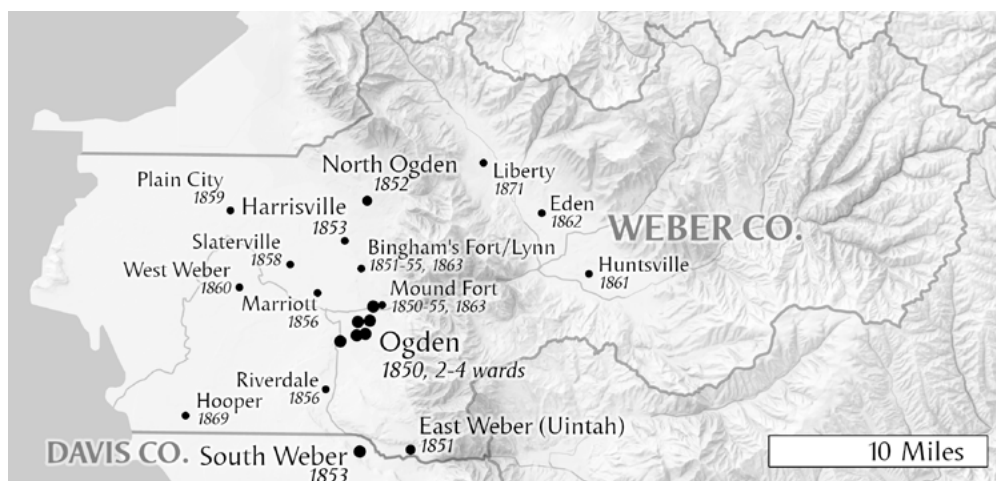 North Ogden
1852
Liberty
1871
Plain City
1859
Harrisville
1853
Eden
1862
WEBER CO.
Slaterville
1858
Bingham's Fort/Lynn
1851-55, 1863
West Weber
1860
Huntsville
1861
Marriott
1856
Mound Fort
1850-55, 1863
Ogden
1850, 2-4 wards
Riverdale
1856
Hooper
1869
East Weber (Uintah)
1851
DAVIS CO.
South Weber
1853
10 Miles